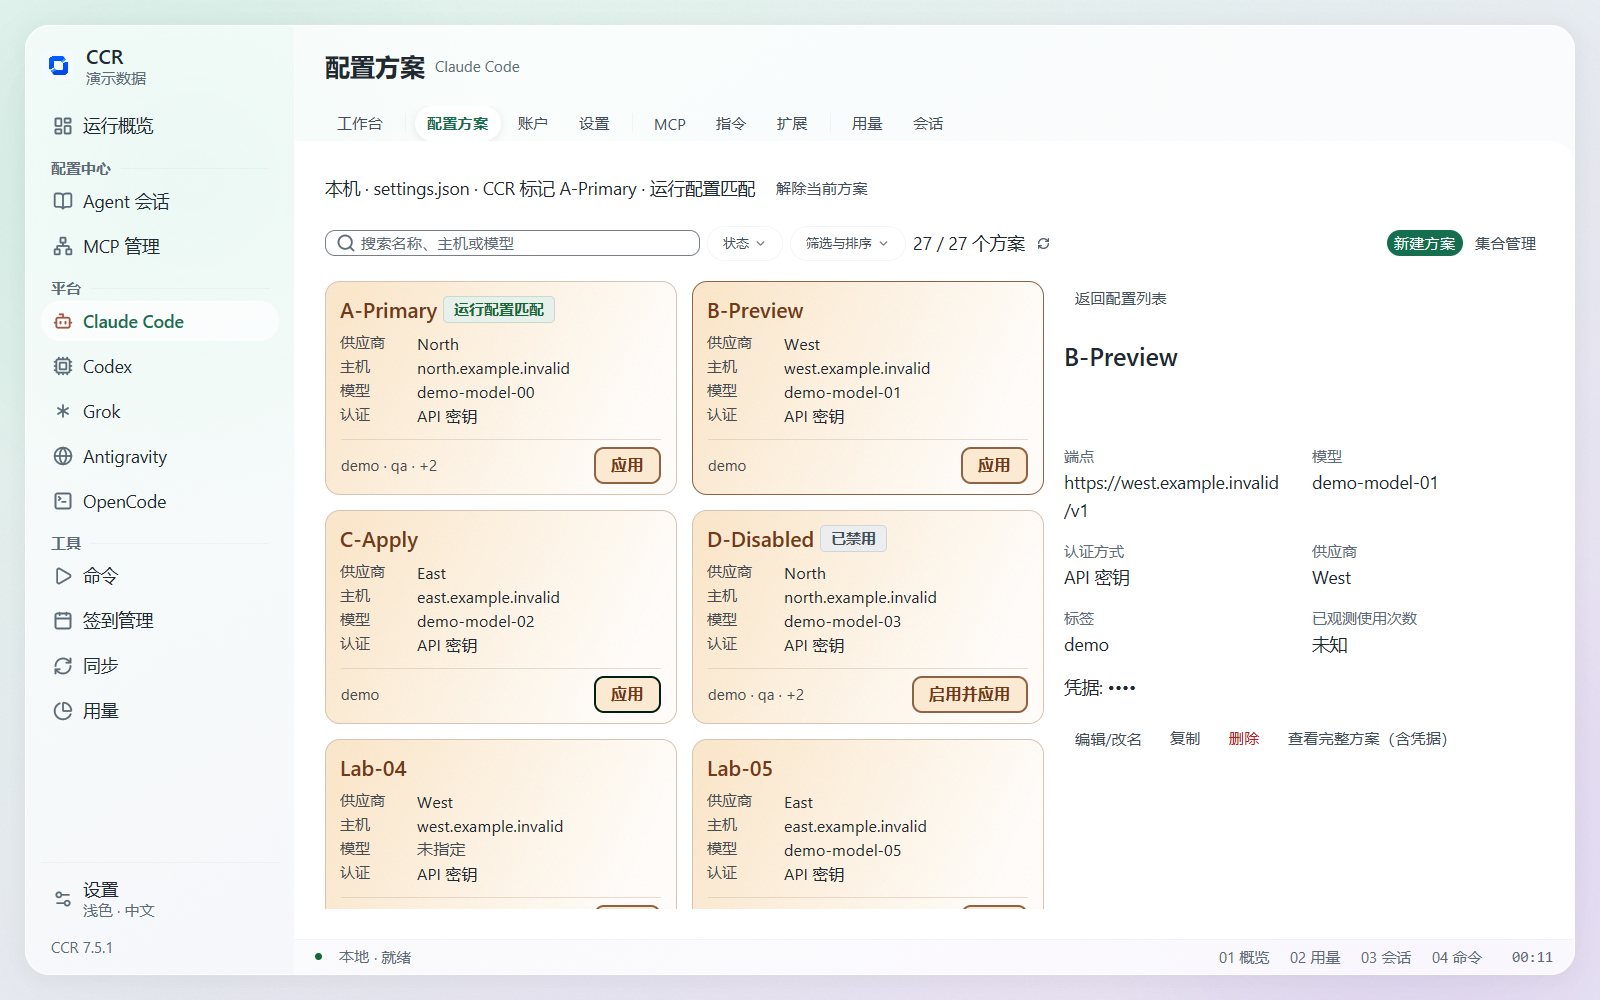 CCR
演示数据
运行概览
配置中心
Agent 会话
MCP 管理
平台
Claude Code
Codex
Grok
Antigravity
OpenCode
工具
命令
签到管理
同步
用量
设置
浅色 · 中文
CCR 7.5.1
配置方案 Claude Code
工作台 配置方案 账户 设置 MCP 指令 扩展 用量 会话
本机 · settings.json · CCR 标记 A-Primary · 运行配置匹配 解除当前方案
搜索名称、主机或模型 状态 筛选与排序 27 / 27 个方案 新建方案 集合管理
A-Primary 运行配置匹配
供应商 North
主机 north.example.invalid
模型 demo-model-00
认证 API 密钥
demo · qa · +2 应用
B-Preview
供应商 West
主机 west.example.invalid
模型 demo-model-01
认证 API 密钥
demo 应用
C-Apply
供应商 East
主机 east.example.invalid
模型 demo-model-02
认证 API 密钥
demo 应用
D-Disabled 已禁用
供应商 North
主机 north.example.invalid
模型 demo-model-03
认证 API 密钥
demo · qa · +2 启用并应用
Lab-04
供应商 West
主机 west.example.invalid
模型 未指定
认证 API 密钥
Lab-05
供应商 East
主机 east.example.invalid
模型 demo-model-05
认证 API 密钥
返回配置列表
B-Preview
端点
https://west.example.invalid
/v1
模型
demo-model-01
认证方式
API 密钥
供应商
West
标签
demo
已观测使用次数
未知
凭据: ••••
编辑/改名 复制 删除 查看完整方案（含凭据）
本地 · 就绪
01 概览 02 用量 03 会话 04 命令 00:11